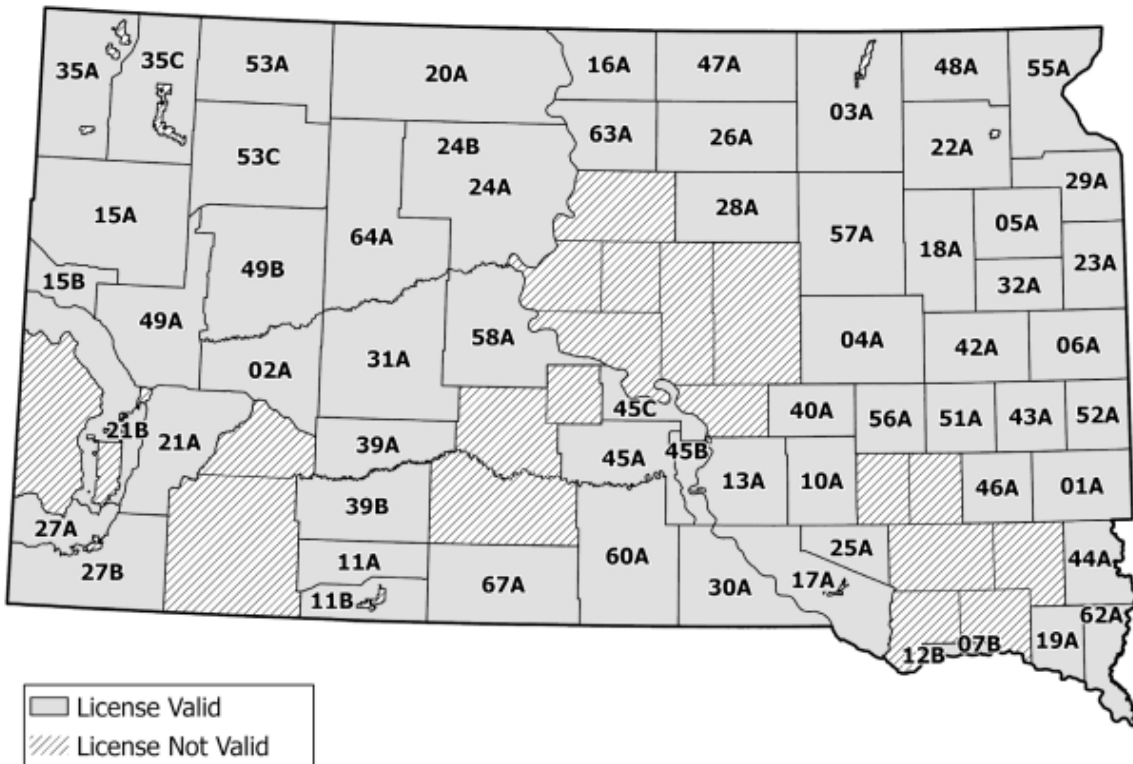 35A
35C
53A
20A
16A
47A
03A
48A
55A
53C
24B
24A
63A
26A
22A
29A
15A
64A
28A
57A
18A
05A
23A
15B
49B
32A
49A
02A
31A
58A
04A
42A
06A
21B
21A
39A
45C
45A
45B
40A
56A
51A
43A
52A
13A
10A
46A
01A
27A
27B
39B
11A
11B
67A
60A
30A
25A
17A
44A
12B
07B
19A
62A
License Valid
License Not Valid